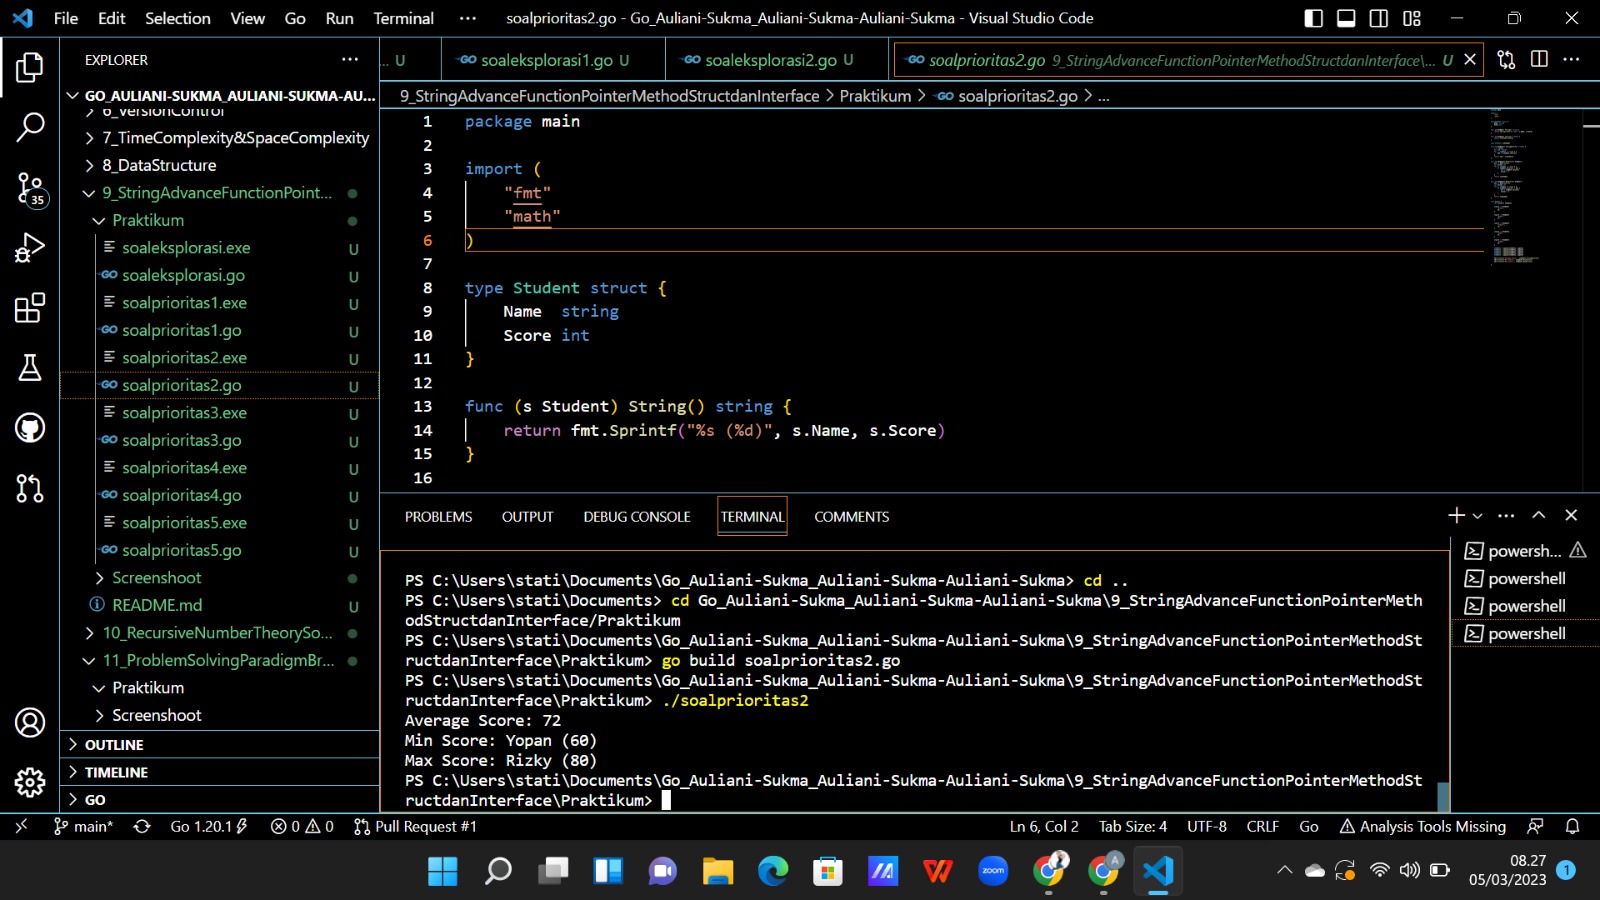 File Edit Selection View Go Run Terminal ···
soalprioritas2.go - Go_Auliani-Sukma_Auliani-Sukma-Auliani-Sukma - Visual Studio Code
EXPLORER ···
GO_AULIANI-SUKMA_AULIANI-SUKMA-AU...
6_VersionControl
7_TimeComplexity&SpaceComplexity
8_DataStructure
9_StringAdvanceFunctionPoint...
Praktikum
soaleksplorasi.exe U
soaleksplorasi.go U
soalprioritas1.exe U
soalprioritas1.go U
soalprioritas2.exe U
soalprioritas2.go U
soalprioritas3.exe U
soalprioritas3.go U
soalprioritas4.exe U
soalprioritas4.go U
soalprioritas5.exe U
soalprioritas5.go U
Screenshoot
README.md U
10_RecursiveNumberTheorySo...
11_ProblemSolvingParadigmBr...
Praktikum
Screenshoot
OUTLINE
TIMELINE
GO
35
... U
soaleksplorasi1.go U
soaleksplorasi2.go U
soalprioritas2.go 9_StringAdvanceFunctionPointerMethodStructdanInterface\... U
9_StringAdvanceFunctionPointerMethodStructdanInterface > Praktikum > soalprioritas2.go > ...
1 package main
2
3 import (
4 "fmt"
5 "math"
6 )
7
8 type Student struct {
9 Name string
10 Score int
11 }
12
13 func (s Student) String() string {
14 return fmt.Sprintf("%s (%d)", s.Name, s.Score)
15 }
16
PROBLEMS OUTPUT DEBUG CONSOLE TERMINAL COMMENTS
PS C:\Users\stati\Documents\Go_Auliani-Sukma_Auliani-Sukma-Auliani-Sukma> cd ..
PS C:\Users\stati\Documents> cd Go_Auliani-Sukma_Auliani-Sukma-Auliani-Sukma\9_StringAdvanceFunctionPointerMeth
odStructdanInterface/Praktikum
PS C:\Users\stati\Documents\Go_Auliani-Sukma_Auliani-Sukma-Auliani-Sukma\9_StringAdvanceFunctionPointerMethodSt
ructdanInterface\Praktikum> go build soalprioritas2.go
PS C:\Users\stati\Documents\Go_Auliani-Sukma_Auliani-Sukma-Auliani-Sukma\9_StringAdvanceFunctionPointerMethodSt
ructdanInterface\Praktikum> ./soalprioritas2
Average Score: 72
Min Score: Yopan (60)
Max Score: Rizky (80)
PS C:\Users\stati\Documents\Go_Auliani-Sukma_Auliani-Sukma-Auliani-Sukma\9_StringAdvanceFunctionPointerMethodSt
ructdanInterface\Praktikum>
powersh...
powershell
powershell
powershell
main* Go 1.20.1 0 0 Pull Request #1
Ln 6, Col 2 Tab Size: 4 UTF-8 CRLF Go Analysis Tools Missing
zoom
A
08.27
05/03/2023
1